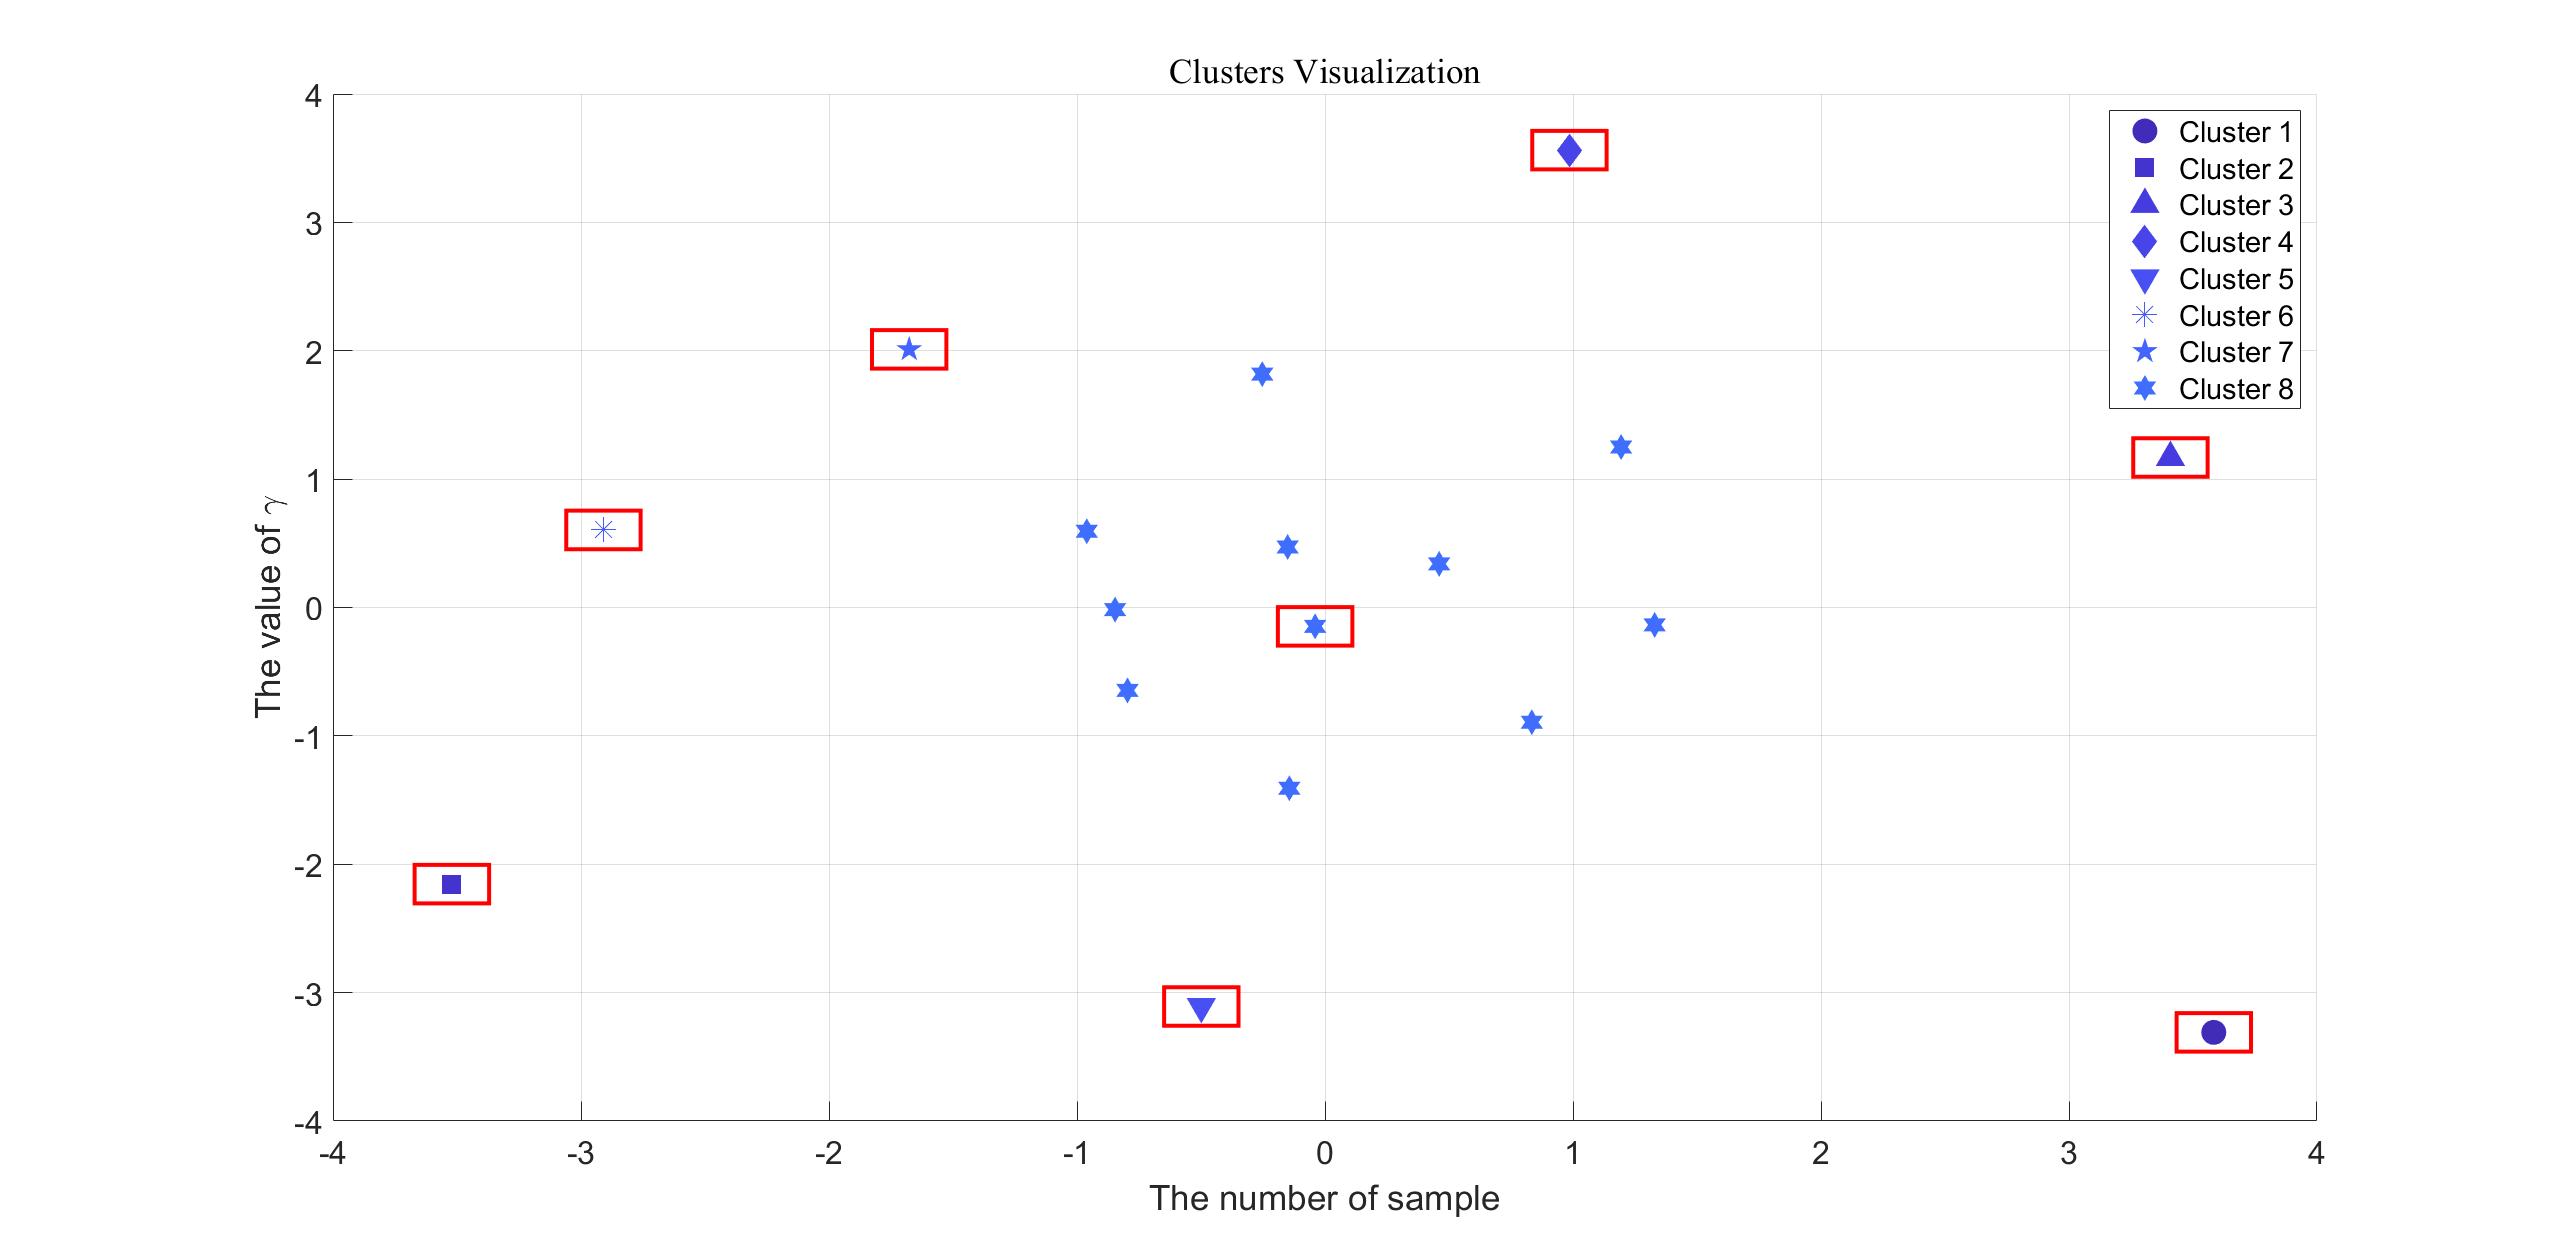 Clusters Visualization
4
3
2
1
0
-1
-2
-3
-4
The value of γ
-4 -3 -2 -1 0 1 2 3 4
The number of sample
Cluster 1
Cluster 2
Cluster 3
Cluster 4
Cluster 5
Cluster 6
Cluster 7
Cluster 8